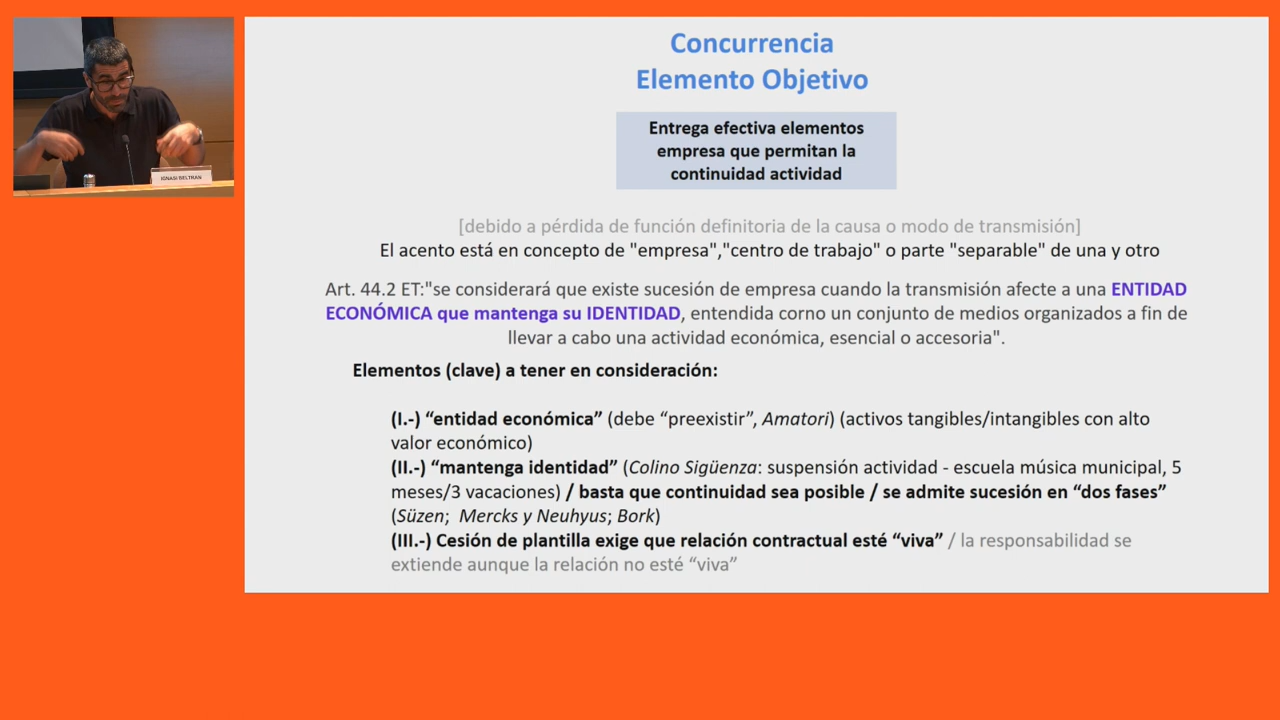 IGNASI BELTRAN
Concurrencia
Elemento Objetivo
Entrega efectiva elementos
empresa que permitan la
continuidad actividad
[debido a pérdida de función definitoria de la causa o modo de transmisión]
El acento está en concepto de "empresa","centro de trabajo" o parte "separable" de una y otro
Art. 44.2 ET:"se considerará que existe sucesión de empresa cuando la transmisión afecte a una ENTIDAD
ECONÓMICA que mantenga su IDENTIDAD, entendida corno un conjunto de medios organizados a fin de
llevar a cabo una actividad económica, esencial o accesoria".
Elementos (clave) a tener en consideración:
(I.-) “entidad económica” (debe “preexistir”, Amatori) (activos tangibles/intangibles con alto
valor económico)
(II.-) “mantenga identidad” (Colino Sigüenza: suspensión actividad - escuela música municipal, 5
meses/3 vacaciones) / basta que continuidad sea posible / se admite sucesión en “dos fases”
(Süzen; Mercks y Neuhyus; Bork)
(III.-) Cesión de plantilla exige que relación contractual esté “viva” / la responsabilidad se
extiende aunque la relación no esté “viva”